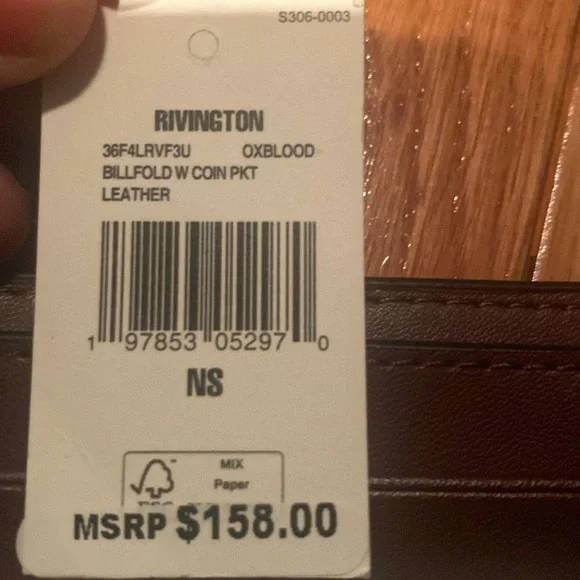 S306-0003
RIVINGTON
36F4LRVF3U OXBLOOD
BILLFOLD W COIN PKT
LEATHER
1 97853 05297 0
NS
MIX
Paper
MSRP $158.00